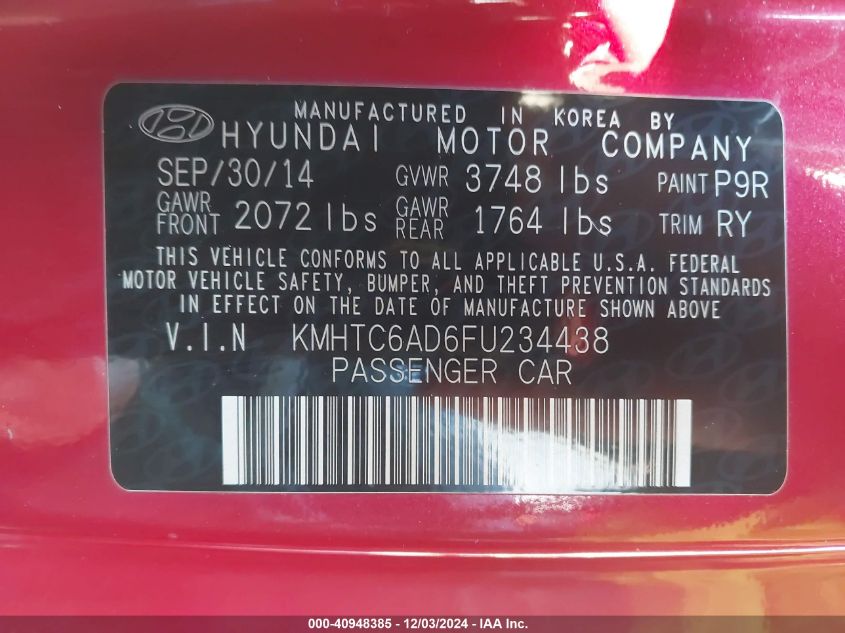 MANUFACTURED IN KOREA BY
HYUNDAI MOTOR COMPANY
SEP/30/14 GVWR 3748 lbs PAINT P9R
GAWR FRONT 2072 lbs GAWR REAR 1764 lbs TRIM RY
THIS VEHICLE CONFORMS TO ALL APPLICABLE U.S.A. FEDERAL
MOTOR VEHICLE SAFETY, BUMPER, AND THEFT PREVENTION STANDARDS
IN EFFECT ON THE DATE OF MANUFACTURE SHOWN ABOVE
V.I.N KMHTC6AD6FU234438
PASSENGER CAR
000-40948385 - 12/03/2024 - IAA Inc.